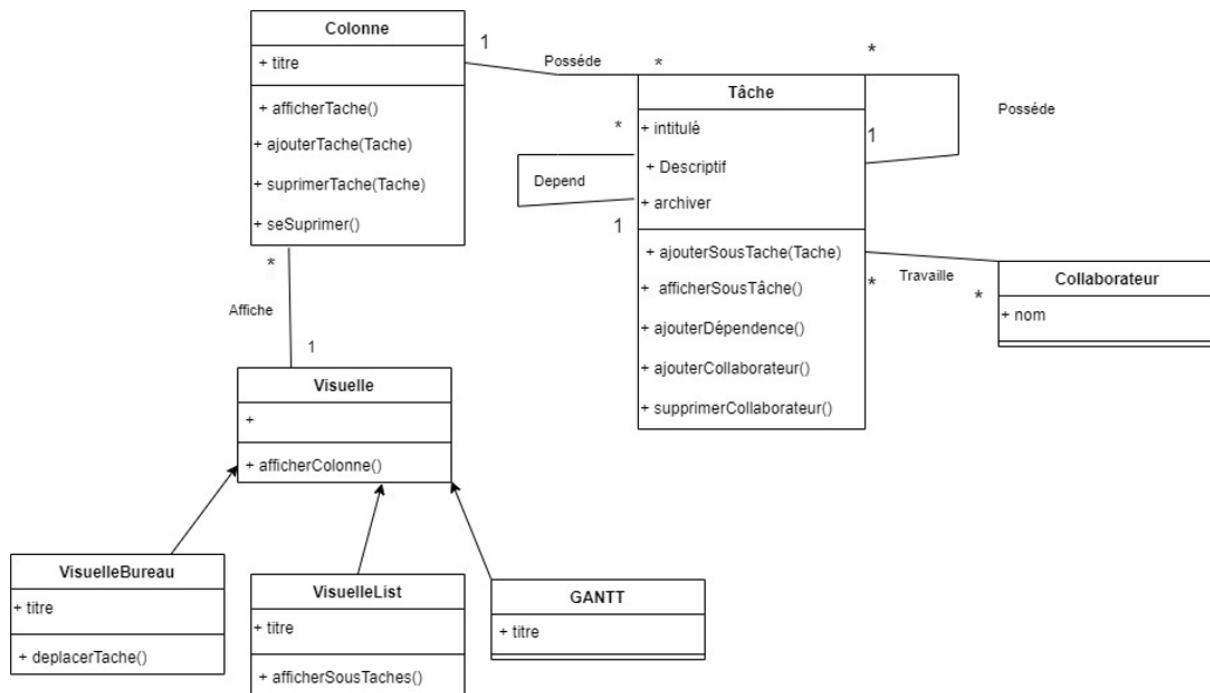 Colonne
+ titre
+ afficherTache()
+ ajouterTache(Tache)
+ suprimerTache(Tache)
+ seSuprimer()
1
Posséde
*
*
Tâche
+ intitulé
+ Descriptif
+ archiver
+ ajouterSousTache(Tache)
+ afficherSousTâche()
+ ajouterDépendence()
+ ajouterCollaborateur()
+ supprimerCollaborateur()
1
Posséde
*
Depend
1
*
Travaille
*
Collaborateur
+ nom
*
Affiche
1
Visuelle
+
+ afficherColonne()
VisuelleBureau
+ titre
+ deplacerTache()
VisuelleList
+ titre
+ afficherSousTaches()
GANTT
+ titre